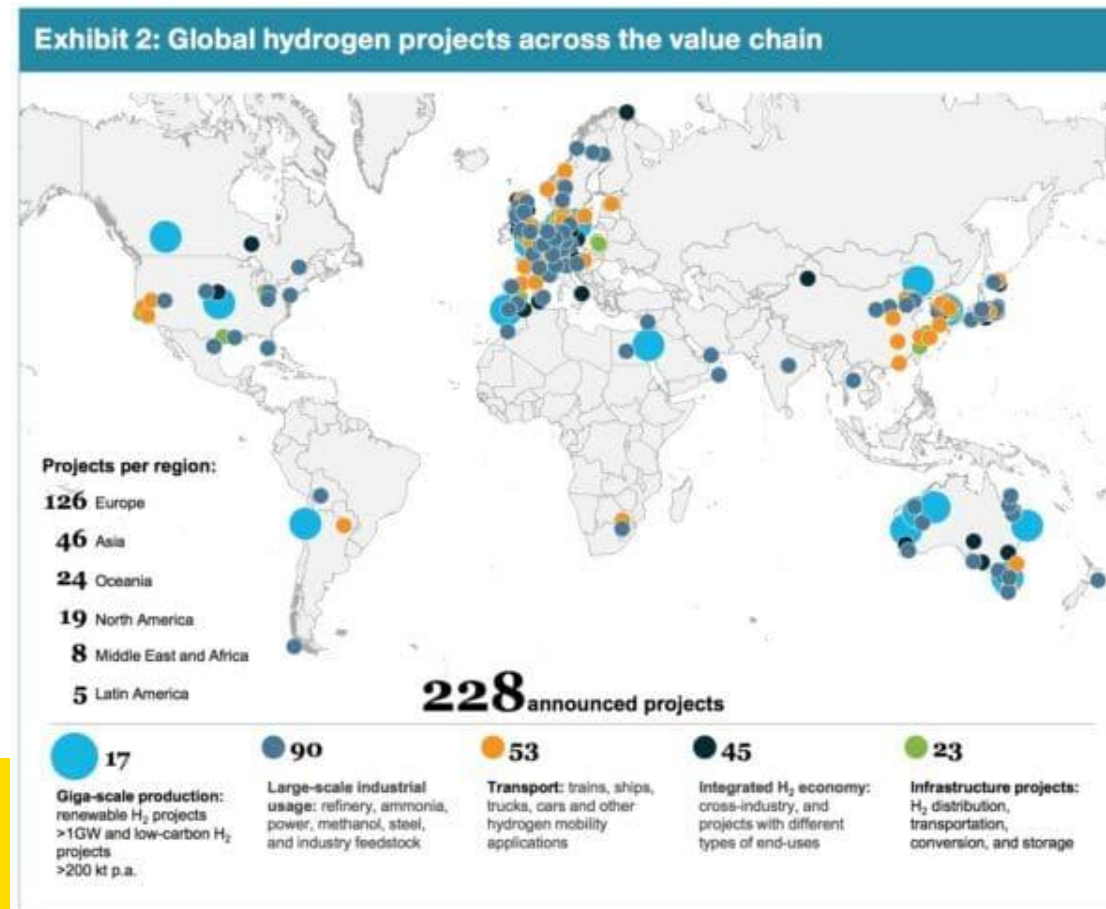 Exhibit 2: Global hydrogen projects across the value chain
Projects per region:
126 Europe
46 Asia
24 Oceania
19 North America
8 Middle East and Africa
5 Latin America
228 announced projects
17
Giga-scale production:
renewable H₂ projects
>1GW and low-carbon H₂
projects
>200 kt p.a.
90
Large-scale industrial
usage: refinery, ammonia,
power, methanol, steel,
and industry feedstock
53
Transport: trains, ships,
trucks, cars and other
hydrogen mobility
applications
45
Integrated H₂ economy:
cross-industry, and
projects with different
types of end-uses
23
Infrastructure projects:
H₂ distribution,
transportation,
conversion, and storage